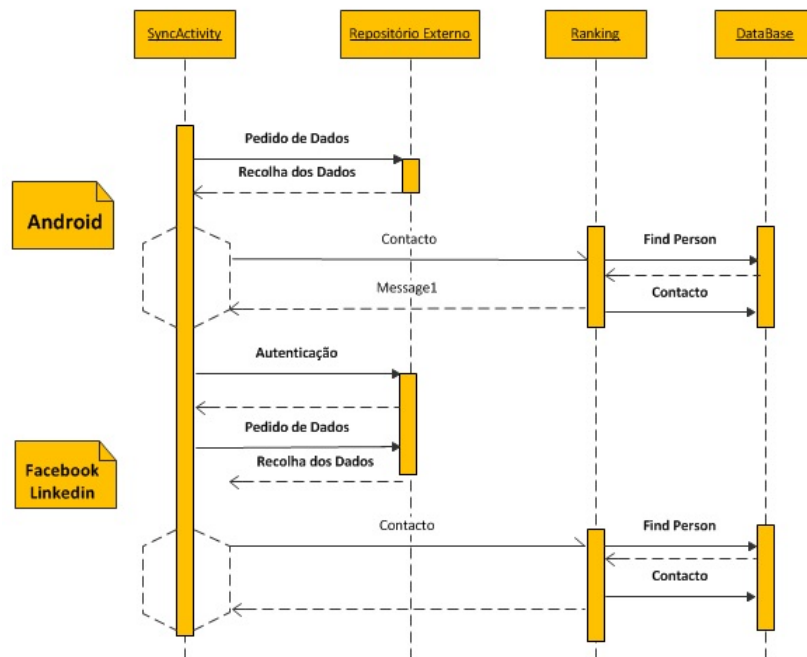 SyncActivity
Repositório Externo
Ranking
DataBase
Pedido de Dados
Recolha dos Dados
Android
Contacto
Find Person
Message1
Contacto
Autenticação
Pedido de Dados
Facebook
Linkedin
Recolha dos Dados
Contacto
Find Person
Contacto